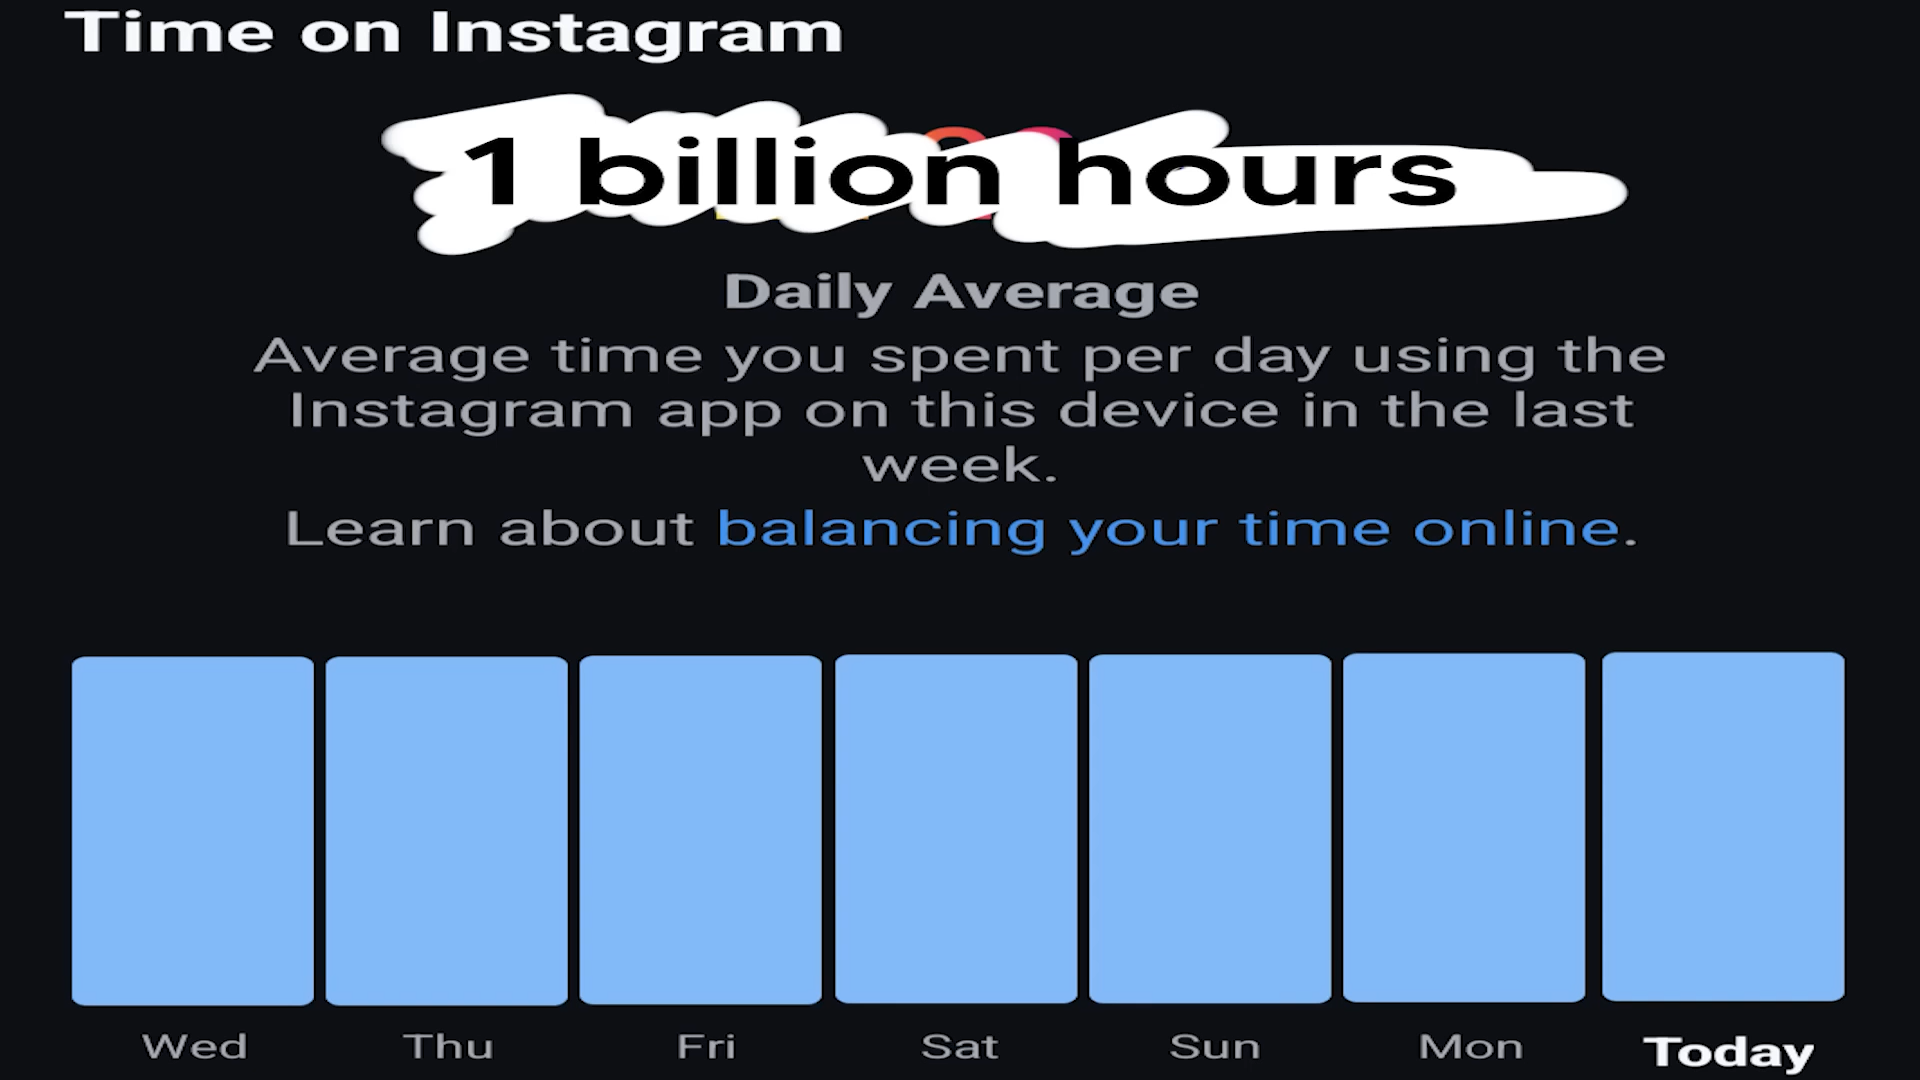 Time on Instagram
1 billion hours
Daily Average
Average time you spent per day using the
Instagram app on this device in the last
week.
Learn about balancing your time online.
Wed Thu Fri Sat Sun Mon Today